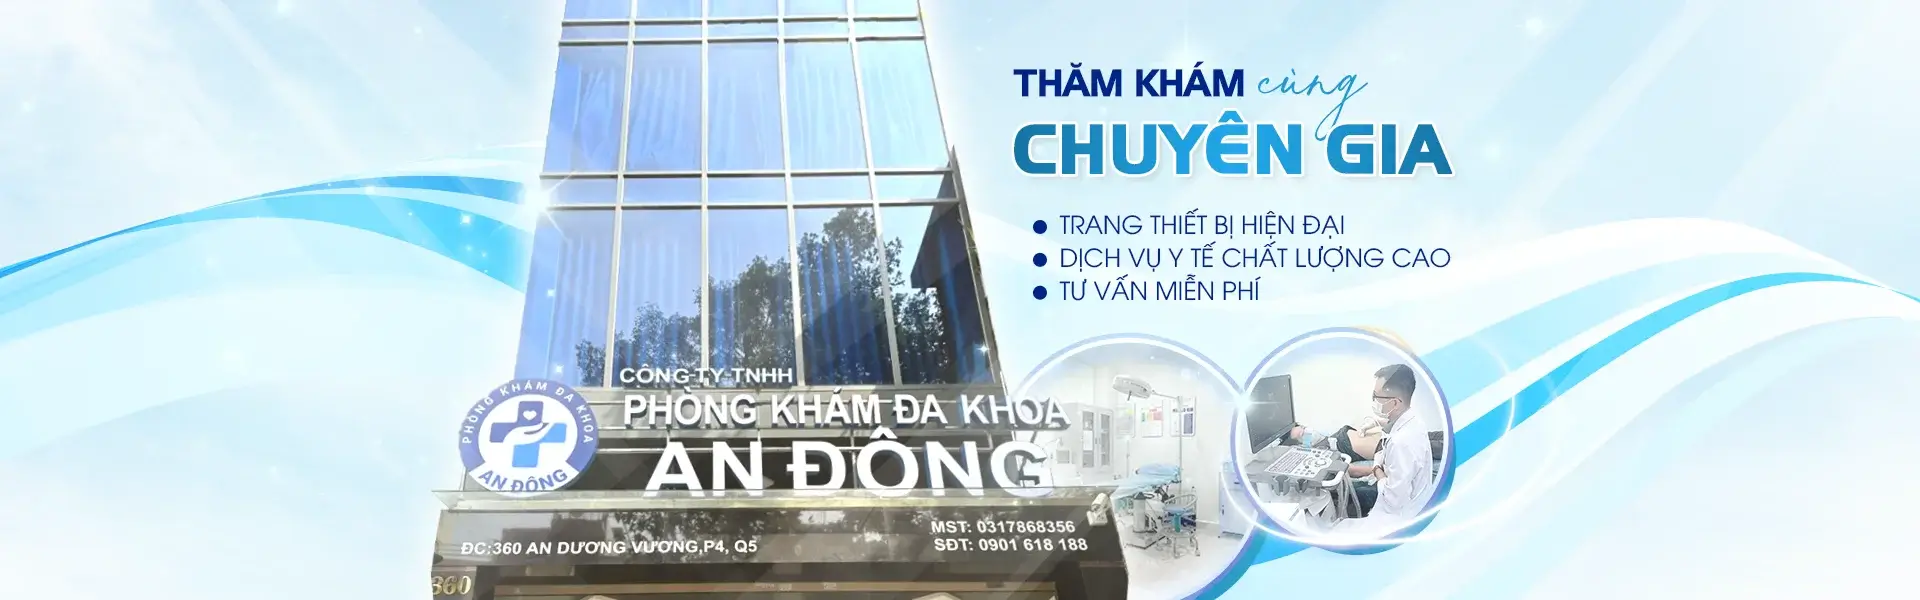 THĂM KHÁM cùng
CHUYÊN GIA
TRANG THIẾT BỊ HIỆN ĐẠI
DỊCH VỤ Y TẾ CHẤT LƯỢNG CAO
TƯ VẤN MIỄN PHÍ
CÔNG TY TNHH
PHÒNG KHÁM ĐA KHOA
AN ĐÔNG
PHÒNG KHÁM ĐA KHOA
AN ĐÔNG
MST: 0317868356
ĐC:360 AN DƯƠNG VƯƠNG,P4, Q5
SĐT: 0901 618 188
360